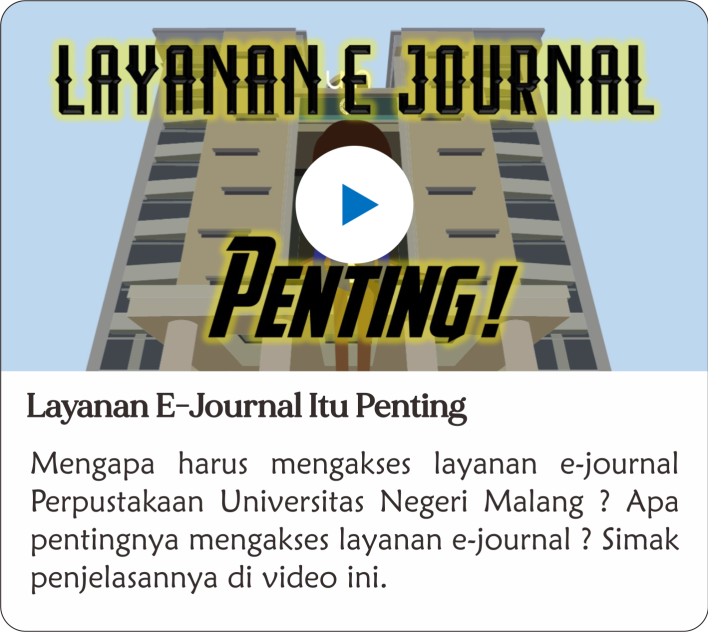 LAYANAN E JOURNAL
PENTING!
Layanan E-Journal Itu Penting
Mengapa harus mengakses layanan e-journal
Perpustakaan Universitas Negeri Malang ? Apa
pentingnya mengakses layanan e-journal ? Simak
penjelasannya di video ini.